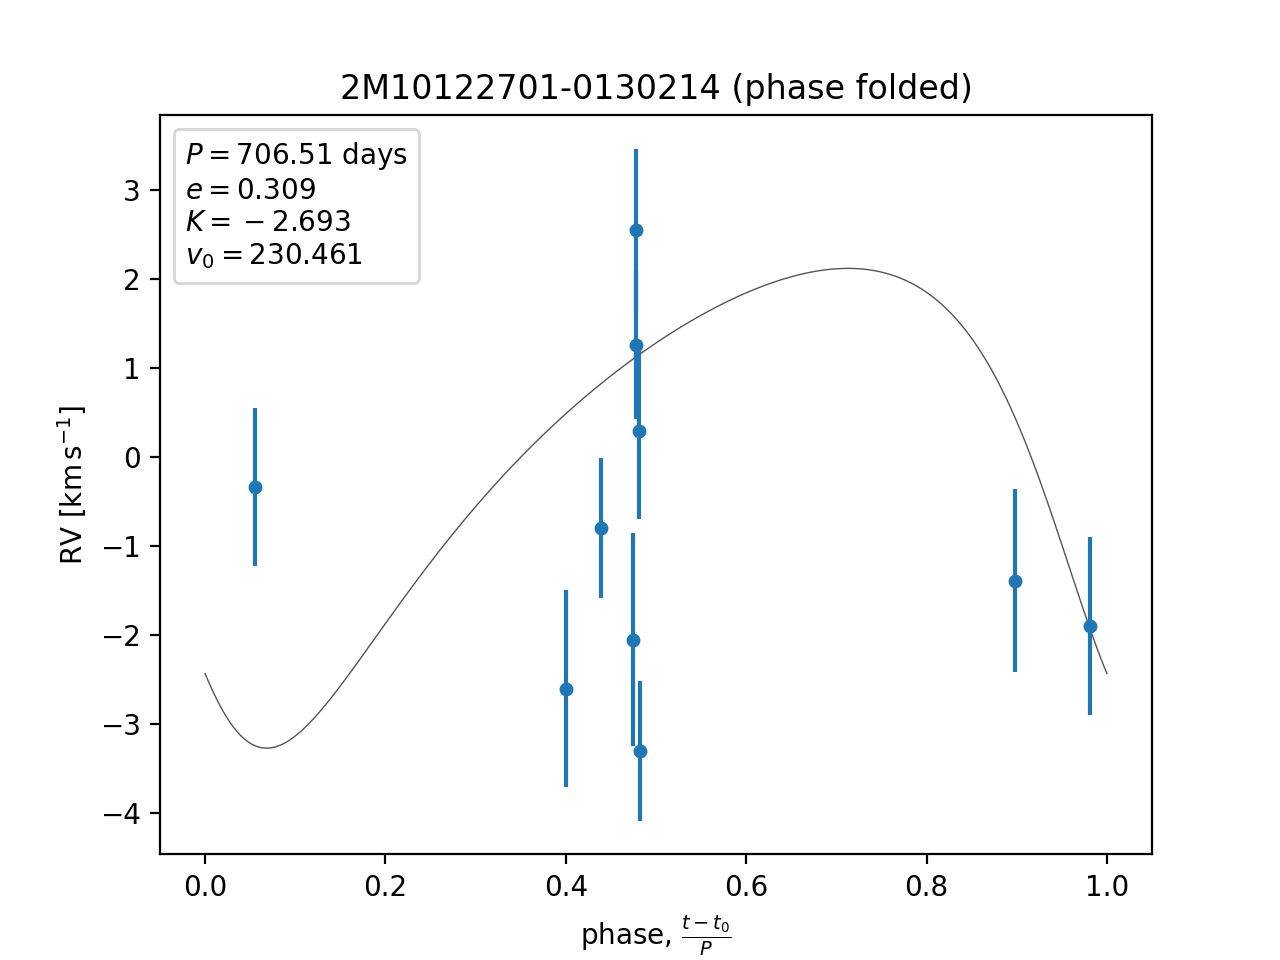 2M10122701-0130214 (phase folded)
P = 706.51 days
e = 0.309
K = −2.693
v₀ = 230.461
3
2
1
0
−1
−2
−3
−4
RV [km s⁻¹]
0.0 0.2 0.4 0.6 0.8 1.0
phase, (t − t₀)/P